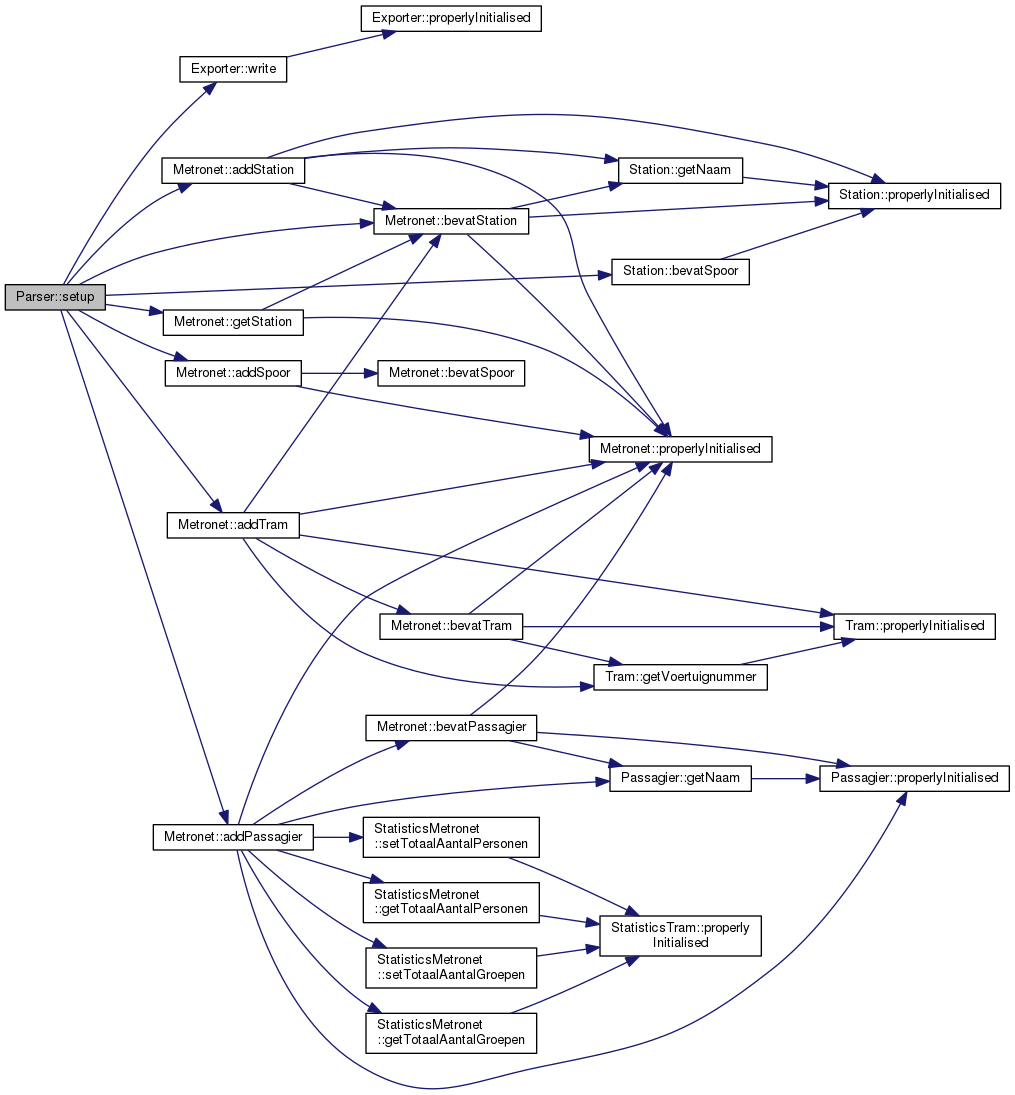 Exporter::properlyInitialised
Exporter::write
Metronet::addStation
Station::getNaam
Station::properlyInitialised
Metronet::bevatStation
Station::bevatSpoor
Parser::setup
Metronet::getStation
Metronet::addSpoor
Metronet::bevatSpoor
Metronet::properlyInitialised
Metronet::addTram
Metronet::bevatTram
Tram::properlyInitialised
Tram::getVoertuignummer
Metronet::bevatPassagier
Passagier::getNaam
Passagier::properlyInitialised
Metronet::addPassagier
StatisticsMetronet
::setTotaalAantalPersonen
StatisticsMetronet
::getTotaalAantalPersonen
StatisticsTram::properly
Initialised
StatisticsMetronet
::setTotaalAantalGroepen
StatisticsMetronet
::getTotaalAantalGroepen